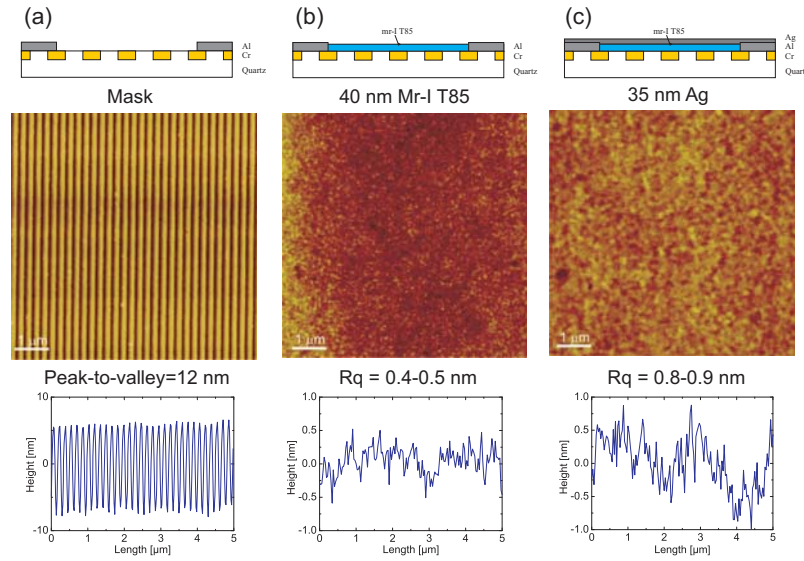 (a)
Al
Cr
Quartz
Mask
1 μm
Peak-to-valley=12 nm
10
0
-10
Height [nm]
0 1 2 3 4 5
Length [μm]
(b)
mr-I T85
Al
Cr
Quartz
40 nm Mr-I T85
1 μm
Rq = 0.4-0.5 nm
1.0
0.5
0.0
-0.5
-1.0
Height [nm]
0 1 2 3 4 5
Length [μm]
(c)
mr-I T85
Ag
Al
Cr
Quartz
35 nm Ag
1 μm
Rq = 0.8-0.9 nm
1.0
0.5
0.0
-0.5
-1.0
Height [nm]
0 1 2 3 4 5
Length [μm]